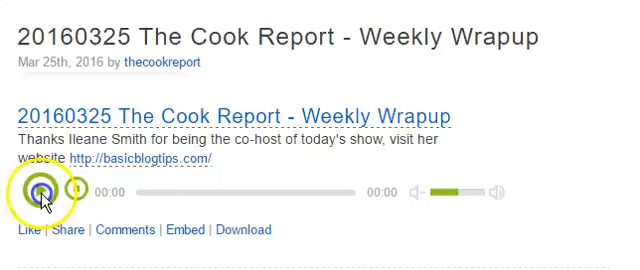 20160325 The Cook Report - Weekly Wrapup
Mar 25th, 2016 by thecookreport
20160325 The Cook Report - Weekly Wrapup
Thanks Ileane Smith for being the co-host of today's show, visit her
website http://basicblogtips.com/
00:00 00:00
Like | Share | Comments | Embed | Download